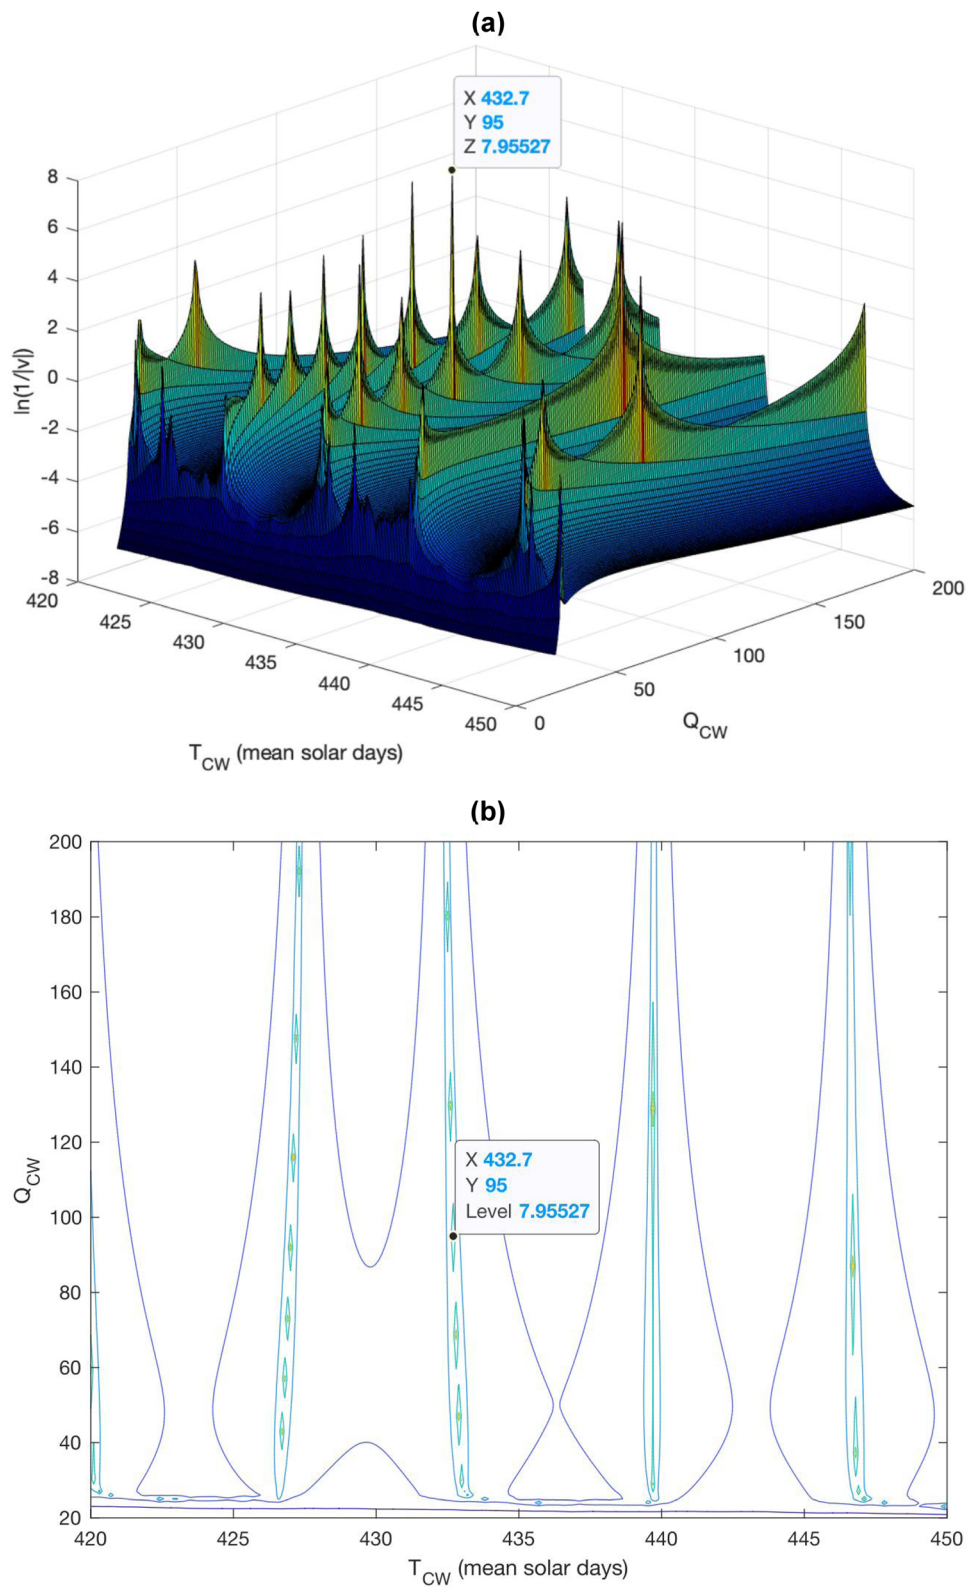 (a)
X 432.7
Y 95
Z 7.95527
8
6
4
2
0
-2
-4
-6
-8
ln(1/|v|)
420
425
430
435
440
445
450
0
50
100
150
200
Q_CW
T_CW (mean solar days)
(b)
200
180
160
140
120
100
80
60
40
20
Q_CW
X 432.7
Y 95
Level 7.95527
420 425 430 435 440 445 450
T_CW (mean solar days)